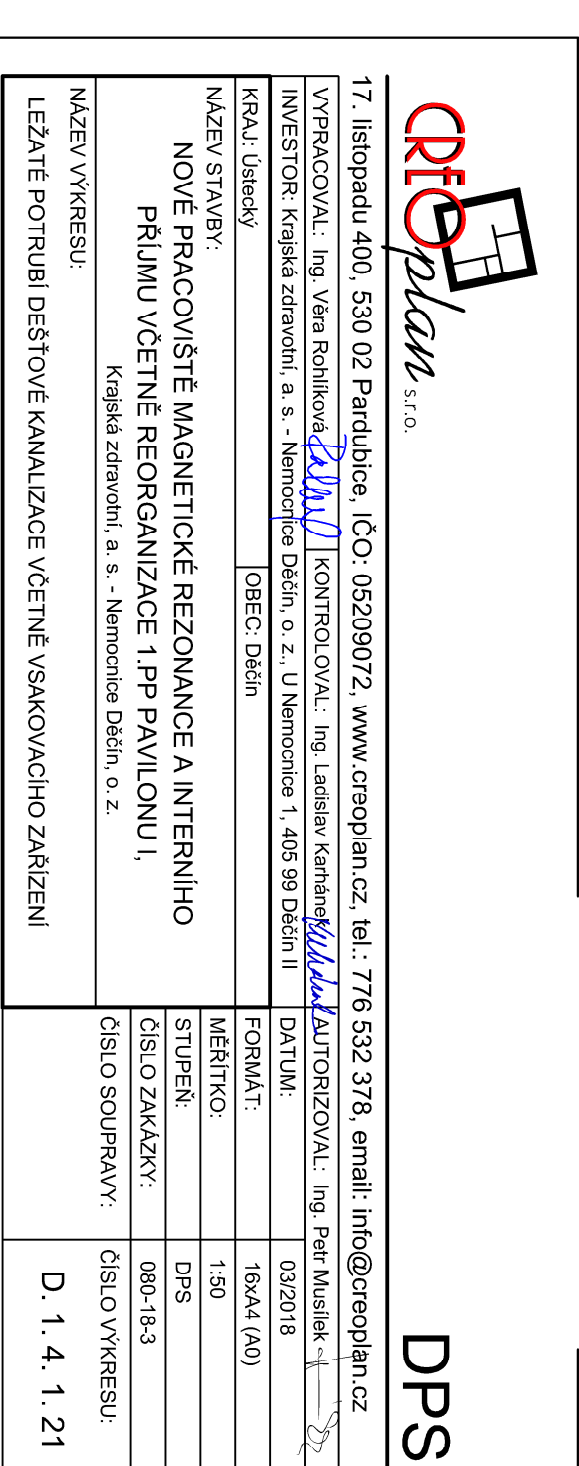 CREOplan s.r.o.
DPS
17. listopadu 400, 530 02 Pardubice, IČO: 05209072, www.creoplan.cz, tel.: 776 532 378, email: info@creoplan.cz
VYPRACOVAL: Ing. Věra Rohlíková KONTROLOVAL: Ing. Ladislav Karhánek AUTORIZOVAL: Ing. Petr Musílek
INVESTOR: Krajská zdravotní, a. s. - Nemocnice Děčín, o. z., U Nemocnice 1, 405 99 Děčín II
DATUM: 03/2018
KRAJ: Ústecký OBEC: Děčín
FORMÁT: 16xA4 (A0)
NÁZEV STAVBY:
MĚŘÍTKO: 1:50
NOVÉ PRACOVIŠTĚ MAGNETICKÉ REZONANCE A INTERNÍHO
STUPEŇ: DPS
PŘÍJMU VČETNĚ REORGANIZACE 1.PP PAVILONU I,
ČÍSLO ZAKÁZKY: 080-18-3
Krajská zdravotní, a. s. - Nemocnice Děčín, o. z.
ČÍSLO SOUPRAVY: ČÍSLO VÝKRESU:
NÁZEV VÝKRESU:
LEŽATÉ POTRUBÍ DEŠŤOVÉ KANALIZACE VČETNĚ VSAKOVACÍHO ZAŘÍZENÍ
D. 1. 4. 1. 21